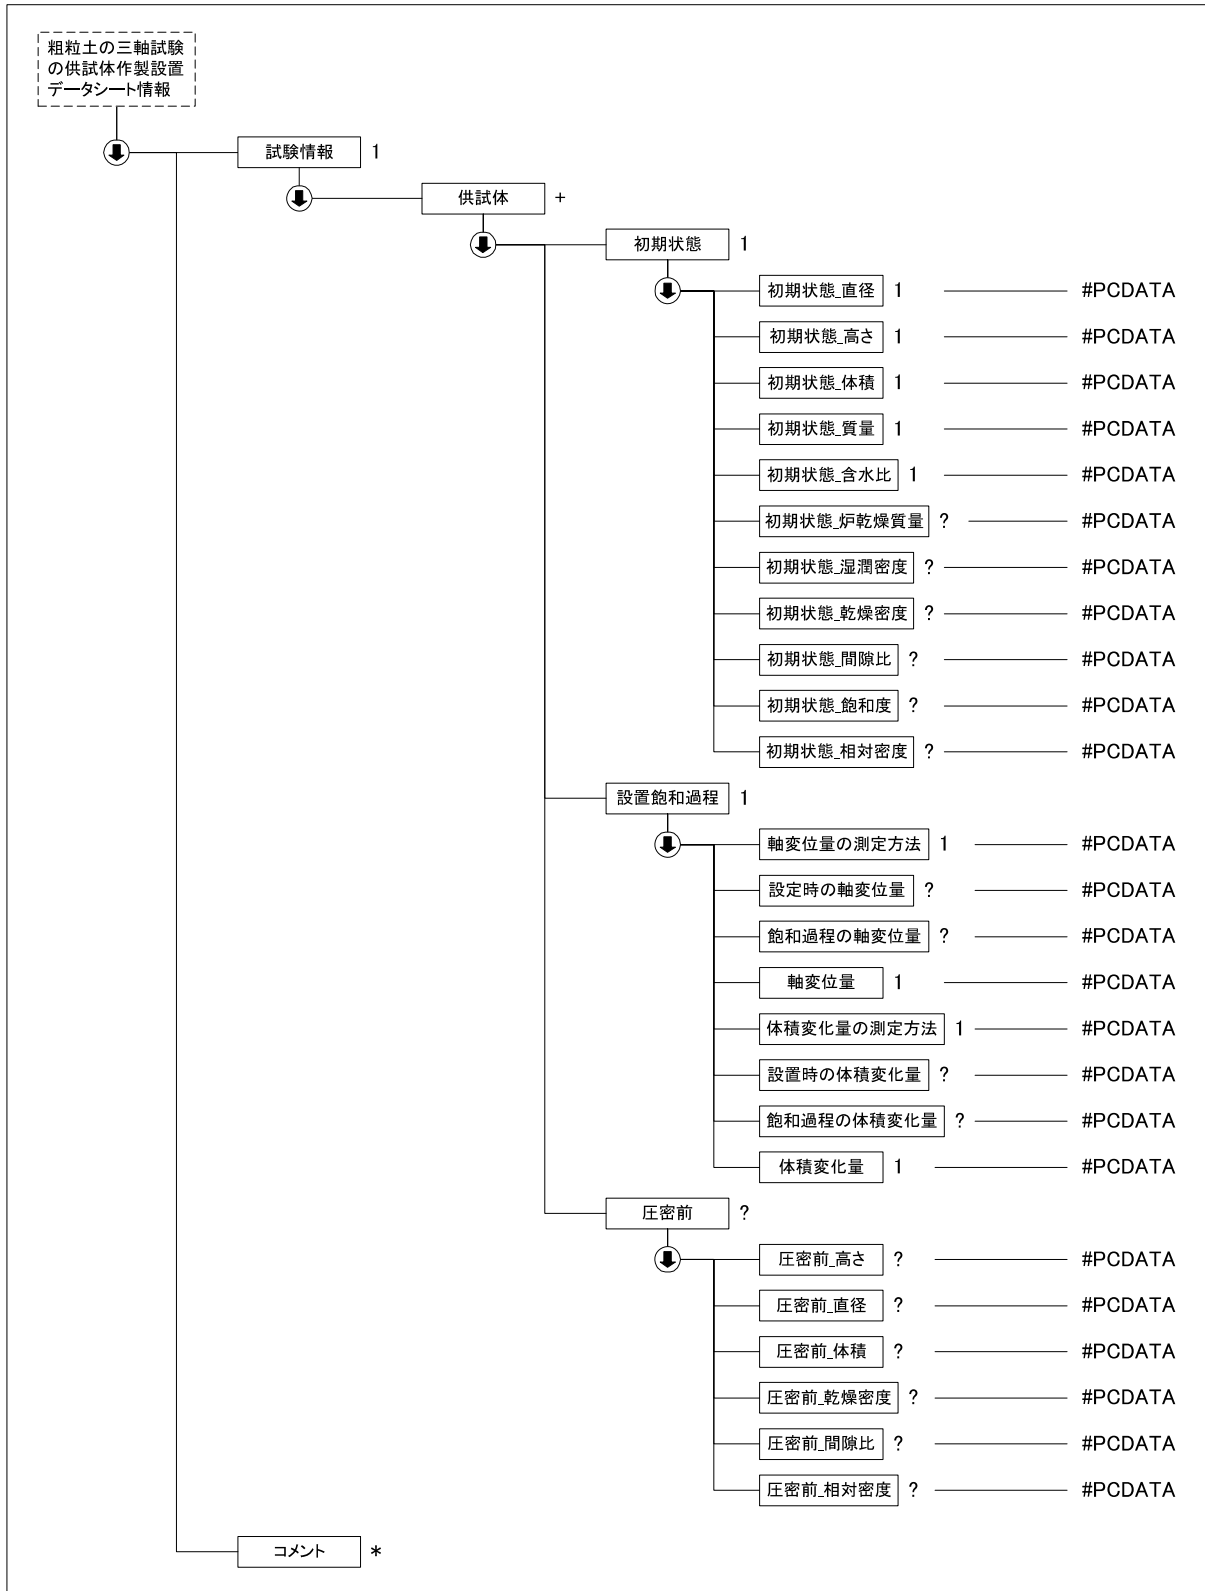 粗粒土の三軸試験
の供試体作製設置
データシート情報
試験情報 1
供試体 +
初期状態 1
初期状態_直径 1 #PCDATA
初期状態_高さ 1 #PCDATA
初期状態_体積 1 #PCDATA
初期状態_質量 1 #PCDATA
初期状態_含水比 1 #PCDATA
初期状態_炉乾燥質量 ? #PCDATA
初期状態_湿潤密度 ? #PCDATA
初期状態_乾燥密度 ? #PCDATA
初期状態_間隙比 ? #PCDATA
初期状態_飽和度 ? #PCDATA
初期状態_相対密度 ? #PCDATA
設置飽和過程 1
軸変位量の測定方法 1 #PCDATA
設定時の軸変位量 ? #PCDATA
飽和過程の軸変位量 ? #PCDATA
軸変位量 1 #PCDATA
体積変化量の測定方法 1 #PCDATA
設置時の体積変化量 ? #PCDATA
飽和過程の体積変化量 ? #PCDATA
体積変化量 1 #PCDATA
圧密前 ?
圧密前_高さ ? #PCDATA
圧密前_直径 ? #PCDATA
圧密前_体積 ? #PCDATA
圧密前_乾燥密度 ? #PCDATA
圧密前_間隙比 ? #PCDATA
圧密前_相対密度 ? #PCDATA
コメント *